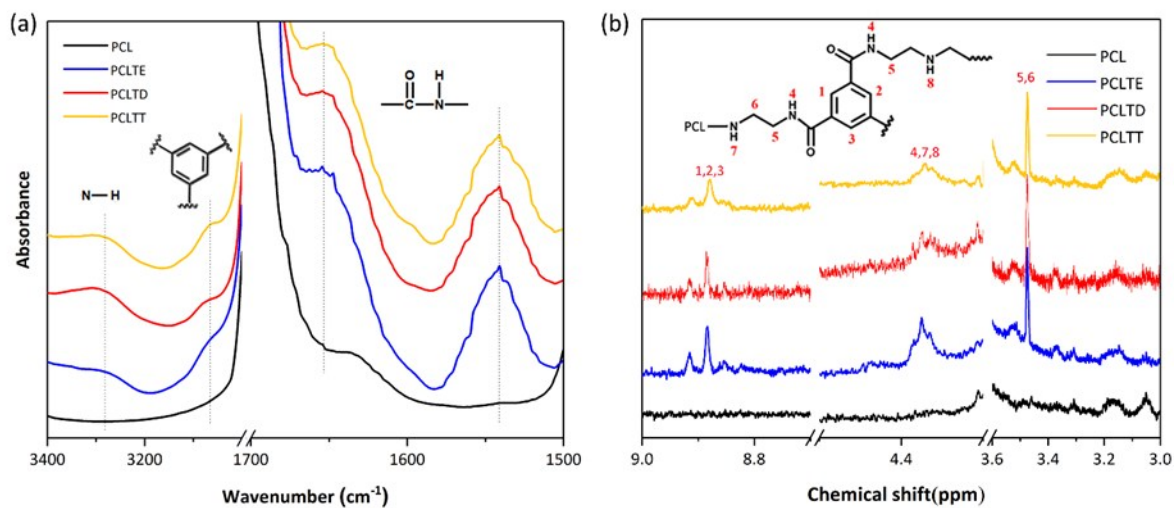 (a)
PCL
PCLTE
PCLTD
PCLTT
N H
O H
C N
Absorbance
3400 3200 1700 1600 1500
Wavenumber (cm-1)
(b)
4
H
O N
5
N
H
8
1 2
6 4
H
PCL N N
H 5
7 O 3
PCL
PCLTE
PCLTD
PCLTT
5,6
1,2,3
4,7,8
9.0 8.8 4.4 3.6 3.4 3.2 3.0
Chemical shift(ppm)